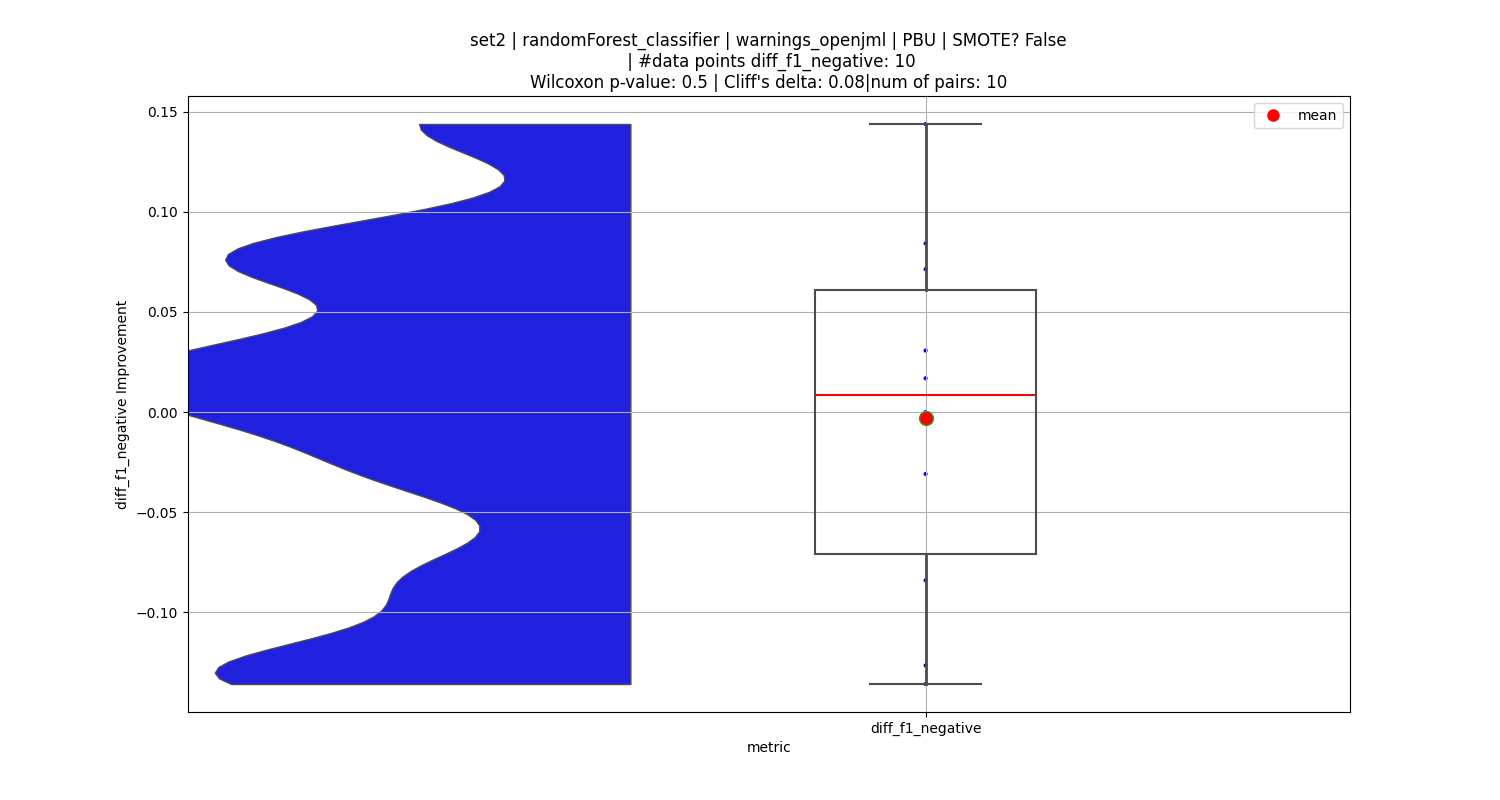 set2 | randomForest_classifier | warnings_openjml | PBU | SMOTE? False
| #data points diff_f1_negative: 10
Wilcoxon p-value: 0.5 | Cliff's delta: 0.08|num of pairs: 10
mean
0.15
0.10
0.05
0.00
−0.05
−0.10
diff_f1_negative Improvement
diff_f1_negative
metric